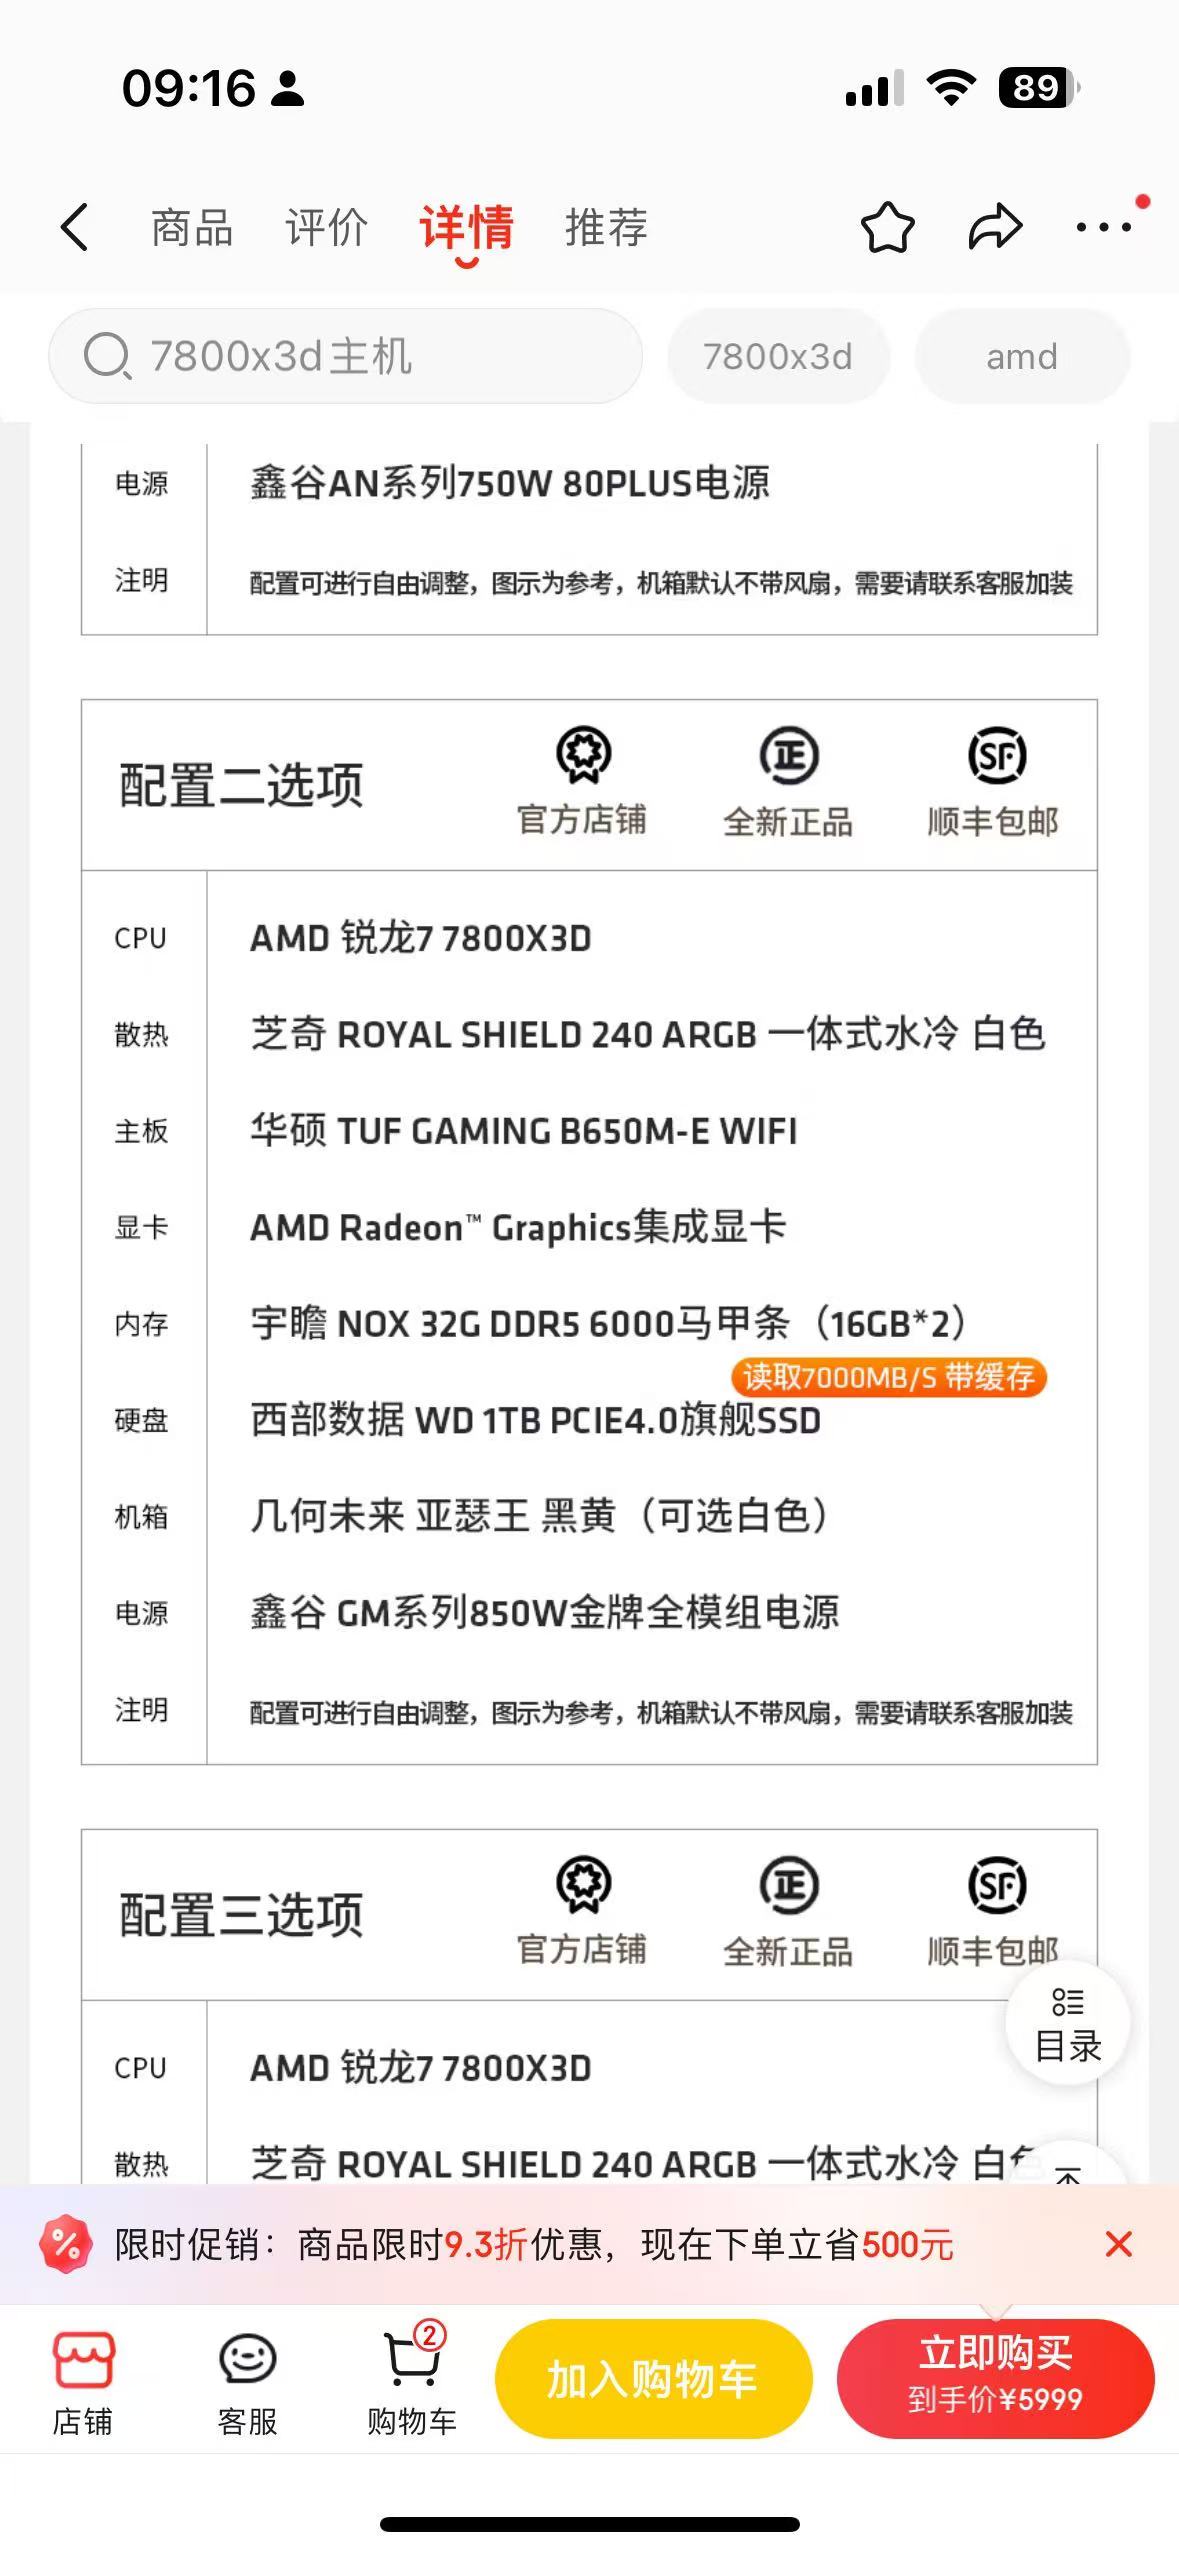 09:16
89
商品 评价 详情 推荐
7800x3d主机 7800x3d amd
电源 鑫谷AN系列750W 80PLUS电源
注明 配置可进行自由调整，图示为参考，机箱默认不带风扇，需要请联系客服加装
配置二选项 官方店铺 全新正品 顺丰包邮
正 SF
CPU AMD 锐龙7 7800X3D
散热 芝奇 ROYAL SHIELD 240 ARGB 一体式水冷 白色
主板 华硕 TUF GAMING B650M-E WIFI
显卡 AMD Radeon™ Graphics集成显卡
内存 宇瞻 NOX 32G DDR5 6000马甲条（16GB*2）
读取7000MB/S 带缓存
硬盘 西部数据 WD 1TB PCIE4.0旗舰SSD
机箱 几何未来 亚瑟王 黑黄（可选白色）
电源 鑫谷 GM系列850W金牌全模组电源
注明 配置可进行自由调整，图示为参考，机箱默认不带风扇，需要请联系客服加装
配置三选项 官方店铺 全新正品 顺丰包邮
正 SF
目录
CPU AMD 锐龙7 7800X3D
散热 芝奇 ROYAL SHIELD 240 ARGB 一体式水冷 白色
% 限时促销：商品限时9.3折优惠，现在下单立省500元
店铺 客服 购物车 2
加入购物车
立即购买
到手价¥5999